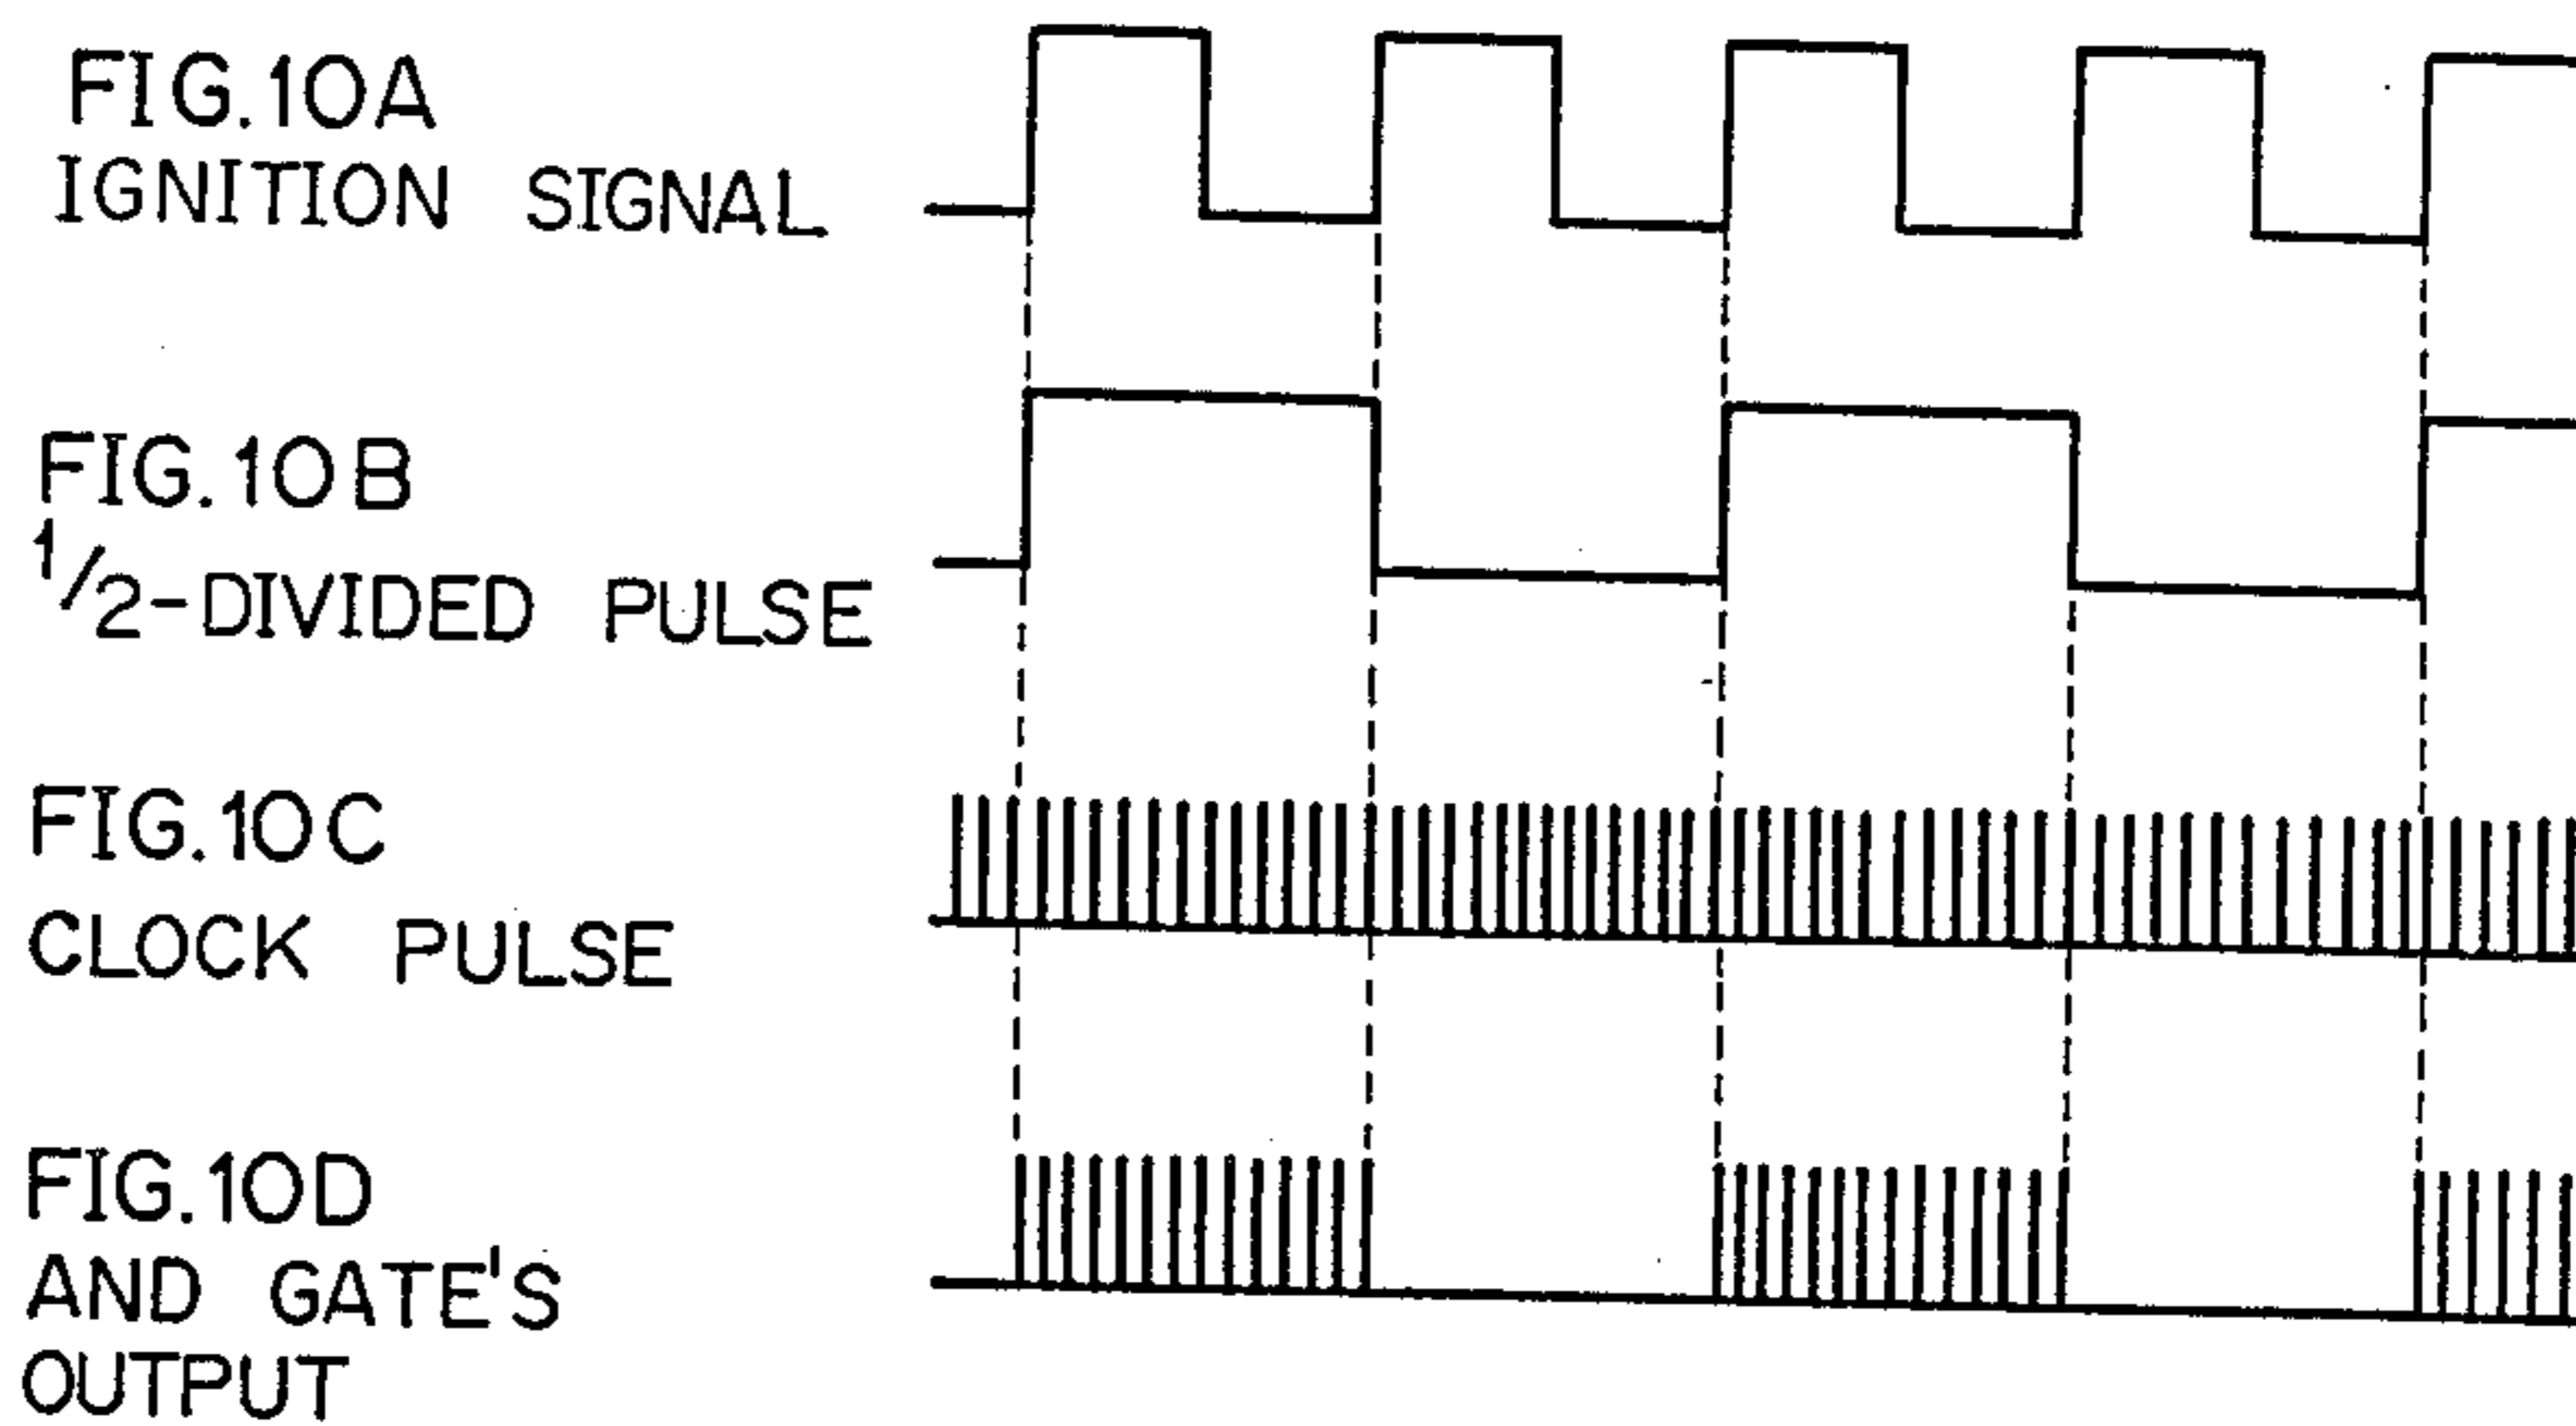 FIG.10A
IGNITION SIGNAL
FIG.10B
1/2-DIVIDED PULSE
FIG.10C
CLOCK PULSE
FIG.10D
AND GATE'S
OUTPUT